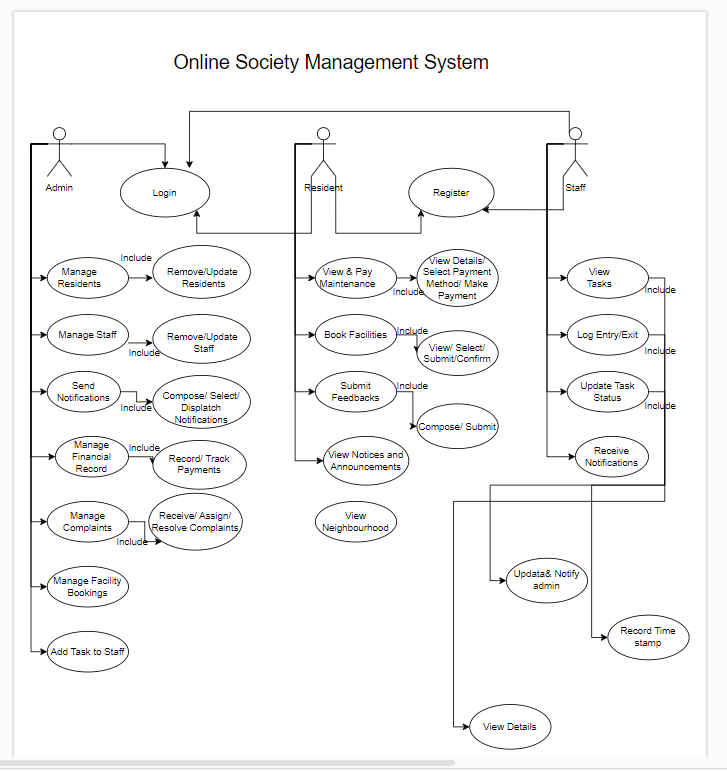 Online Society Management System
Admin
Login
Resident
Register
Staff
Manage
Residents
Include
Remove/Update
Residents
Manage Staff
Include
Remove/Update
Staff
Send
Notifications
Include
Compose/ Select/
Displatch
Notifications
Manage
Financial
Record
Include
Record/ Track
Payments
Manage
Complaints
Include
Receive/ Assign/
Resolve Complaints
Manage Facility
Bookings
Add Task to Staff
View & Pay
Maintenance
Include
View Details/
Select Payment
Method/ Make
Payment
Book Facilities
Include
View/ Select/
Submit/Confirm
Submit
Feedbacks
Include
Compose/ Submit
View Notices and
Announcements
View
Neighbourhood
View
Tasks
Include
Log Entry/Exit
Include
Update Task
Status
Include
Receive
Notifications
Updata& Notify
admin
Record Time
stamp
View Details